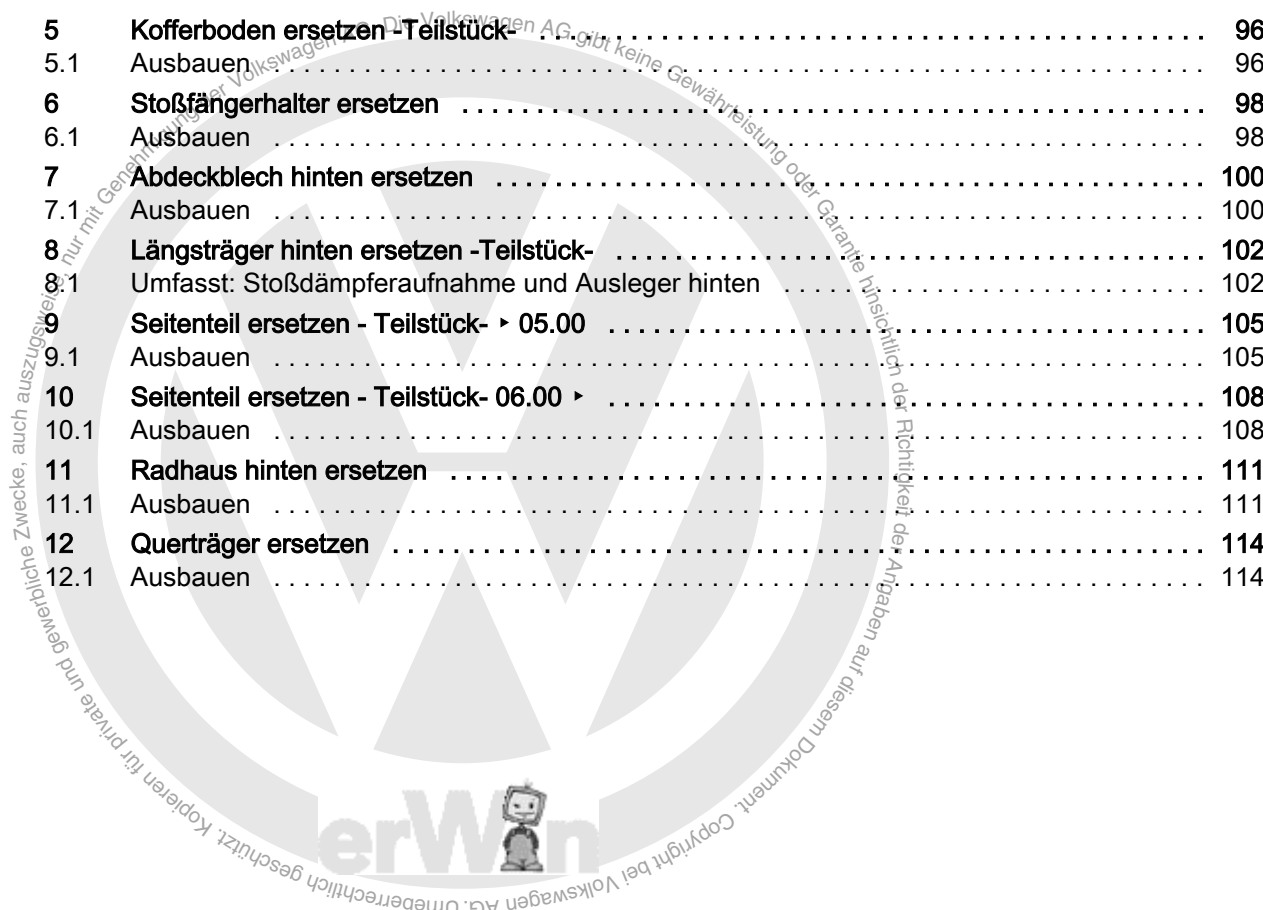 5 Kofferboden ersetzen -Teilstück- . . . . . . . . . . . . . . . . . . . . 96
5.1 Ausbauen . . . . . . . . . . . . . . . . . . . . 96
6 Stoßfängerhalter ersetzen . . . . . . . . . . . . . . . . . . . . 98
6.1 Ausbauen . . . . . . . . . . . . . . . . . . . . 98
7 Abdeckblech hinten ersetzen . . . . . . . . . . . . . . . . . . . . 100
7.1 Ausbauen . . . . . . . . . . . . . . . . . . . . 100
8 Längsträger hinten ersetzen -Teilstück- . . . . . . . . . . . . . . . . . . . . 102
8.1 Umfasst: Stoßdämpferaufnahme und Ausleger hinten . . . . . . . . . . . . . . . . . . . . 102
9 Seitenteil ersetzen - Teilstück- ▸ 05.00 . . . . . . . . . . . . . . . . . . . . 105
9.1 Ausbauen . . . . . . . . . . . . . . . . . . . . 105
10 Seitenteil ersetzen - Teilstück- 06.00 ▸ . . . . . . . . . . . . . . . . . . . . 108
10.1 Ausbauen . . . . . . . . . . . . . . . . . . . . 108
11 Radhaus hinten ersetzen . . . . . . . . . . . . . . . . . . . . 111
11.1 Ausbauen . . . . . . . . . . . . . . . . . . . . 111
12 Querträger ersetzen . . . . . . . . . . . . . . . . . . . . 114
12.1 Ausbauen . . . . . . . . . . . . . . . . . . . . 114
erWin
geschützt. Kopieren für private und gewerbliche Zwecke, auch auszugsweise, nur mit Genehmigung der Volkswagen AG. Die Volkswagen AG gibt keine Gewährleistung oder Garantie hinsichtlich der Richtigkeit der Angaben auf diesem Dokument. Copyright bei Volkswagen AG. Urheberrechtlich